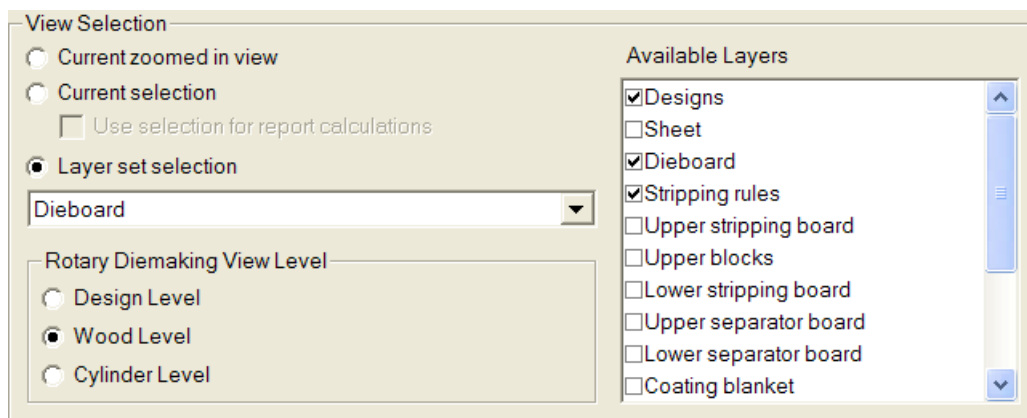 View Selection
Current zoomed in view
Current selection
Use selection for report calculations
Layer set selection
Dieboard
Rotary Diemaking View Level
Design Level
Wood Level
Cylinder Level
Available Layers
Designs
Sheet
Dieboard
Stripping rules
Upper stripping board
Upper blocks
Lower stripping board
Upper separator board
Lower separator board
Coating blanket